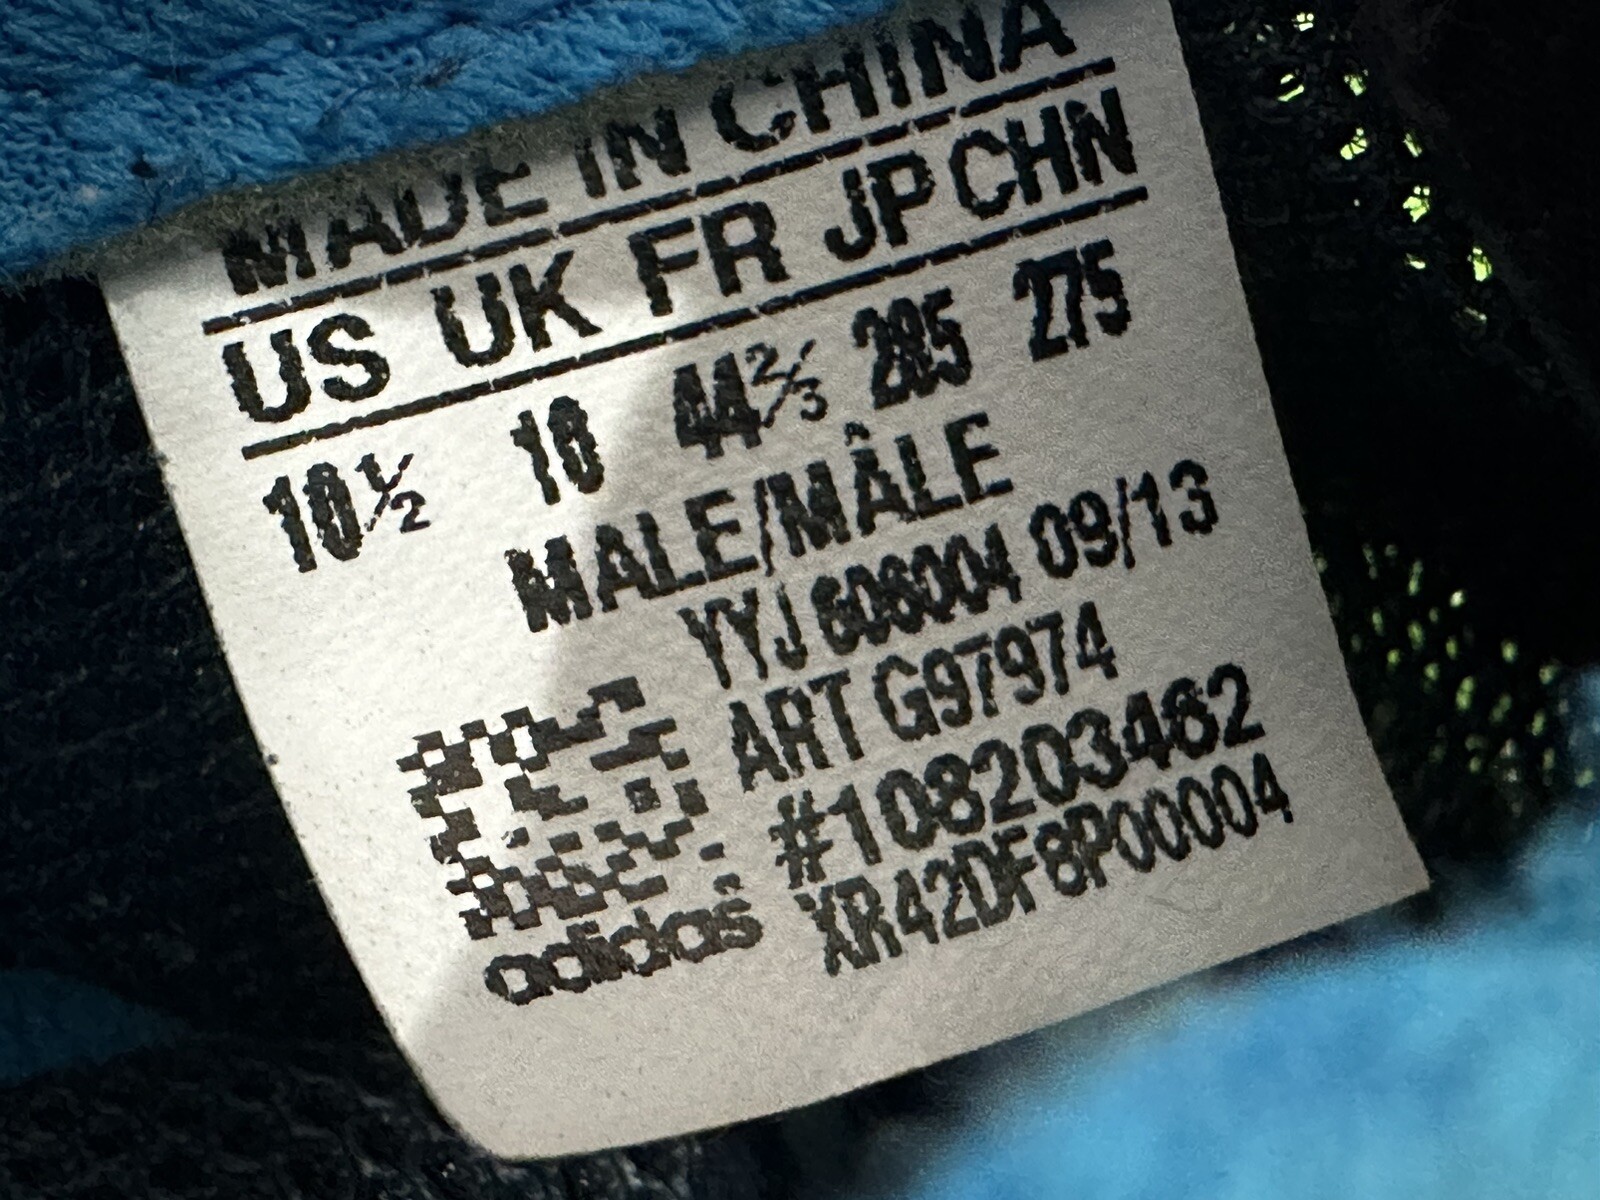 MADE IN CHINA
US UK FR JP CHN
10½ 10 44⅔ 285 275
MALE/MÂLE
YYJ 606004 09/13
ART G97974
#108203462
XR42DF8P00004
adidas